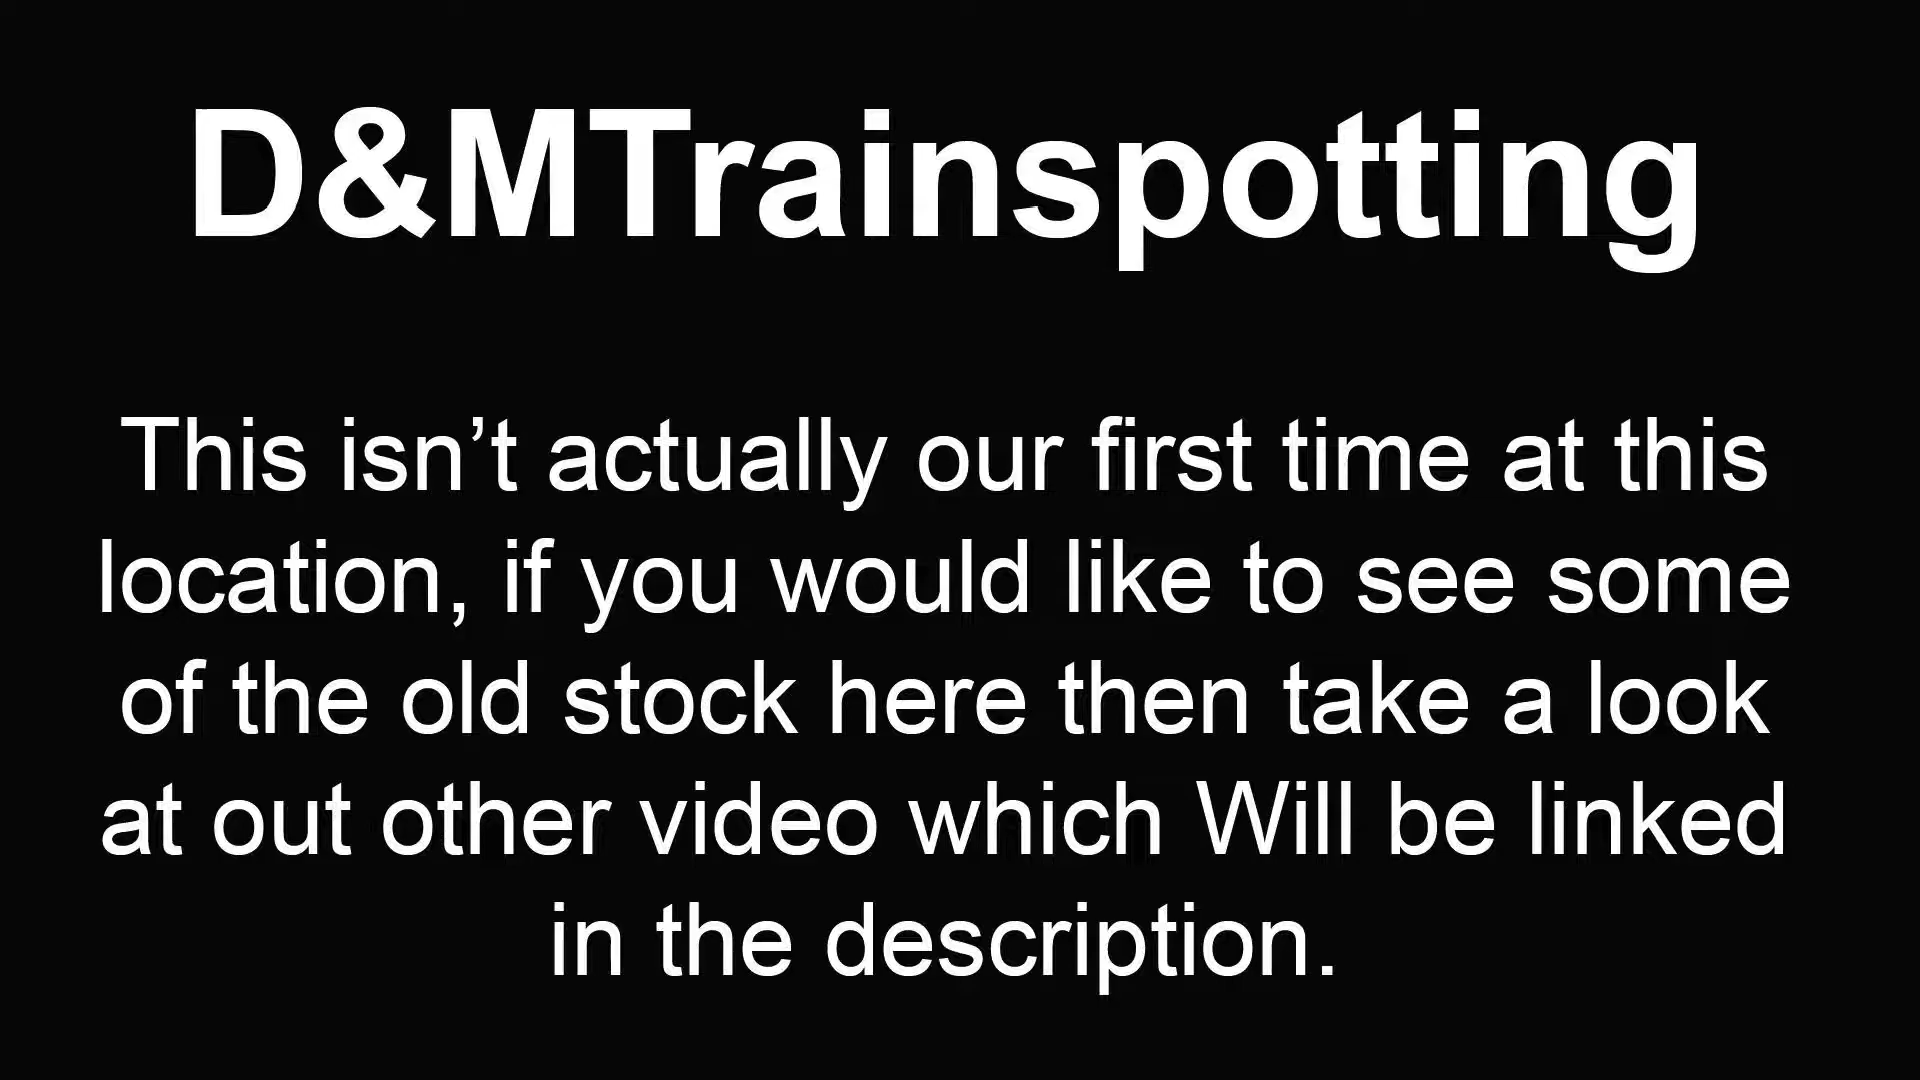 D&MTrainspotting
This isn’t actually our first time at this
location, if you would like to see some
of the old stock here then take a look
at out other video which Will be linked
in the description.